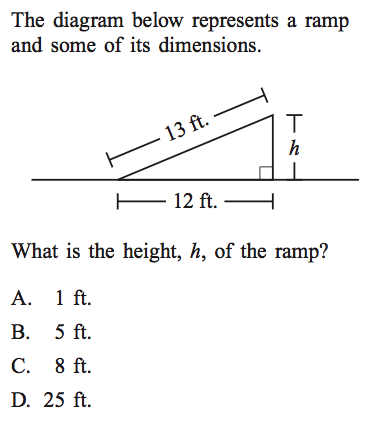 The diagram below represents a ramp
and some of its dimensions.
13 ft.
h
12 ft.
What is the height, h, of the ramp?
A. 1 ft.
B. 5 ft.
C. 8 ft.
D. 25 ft.